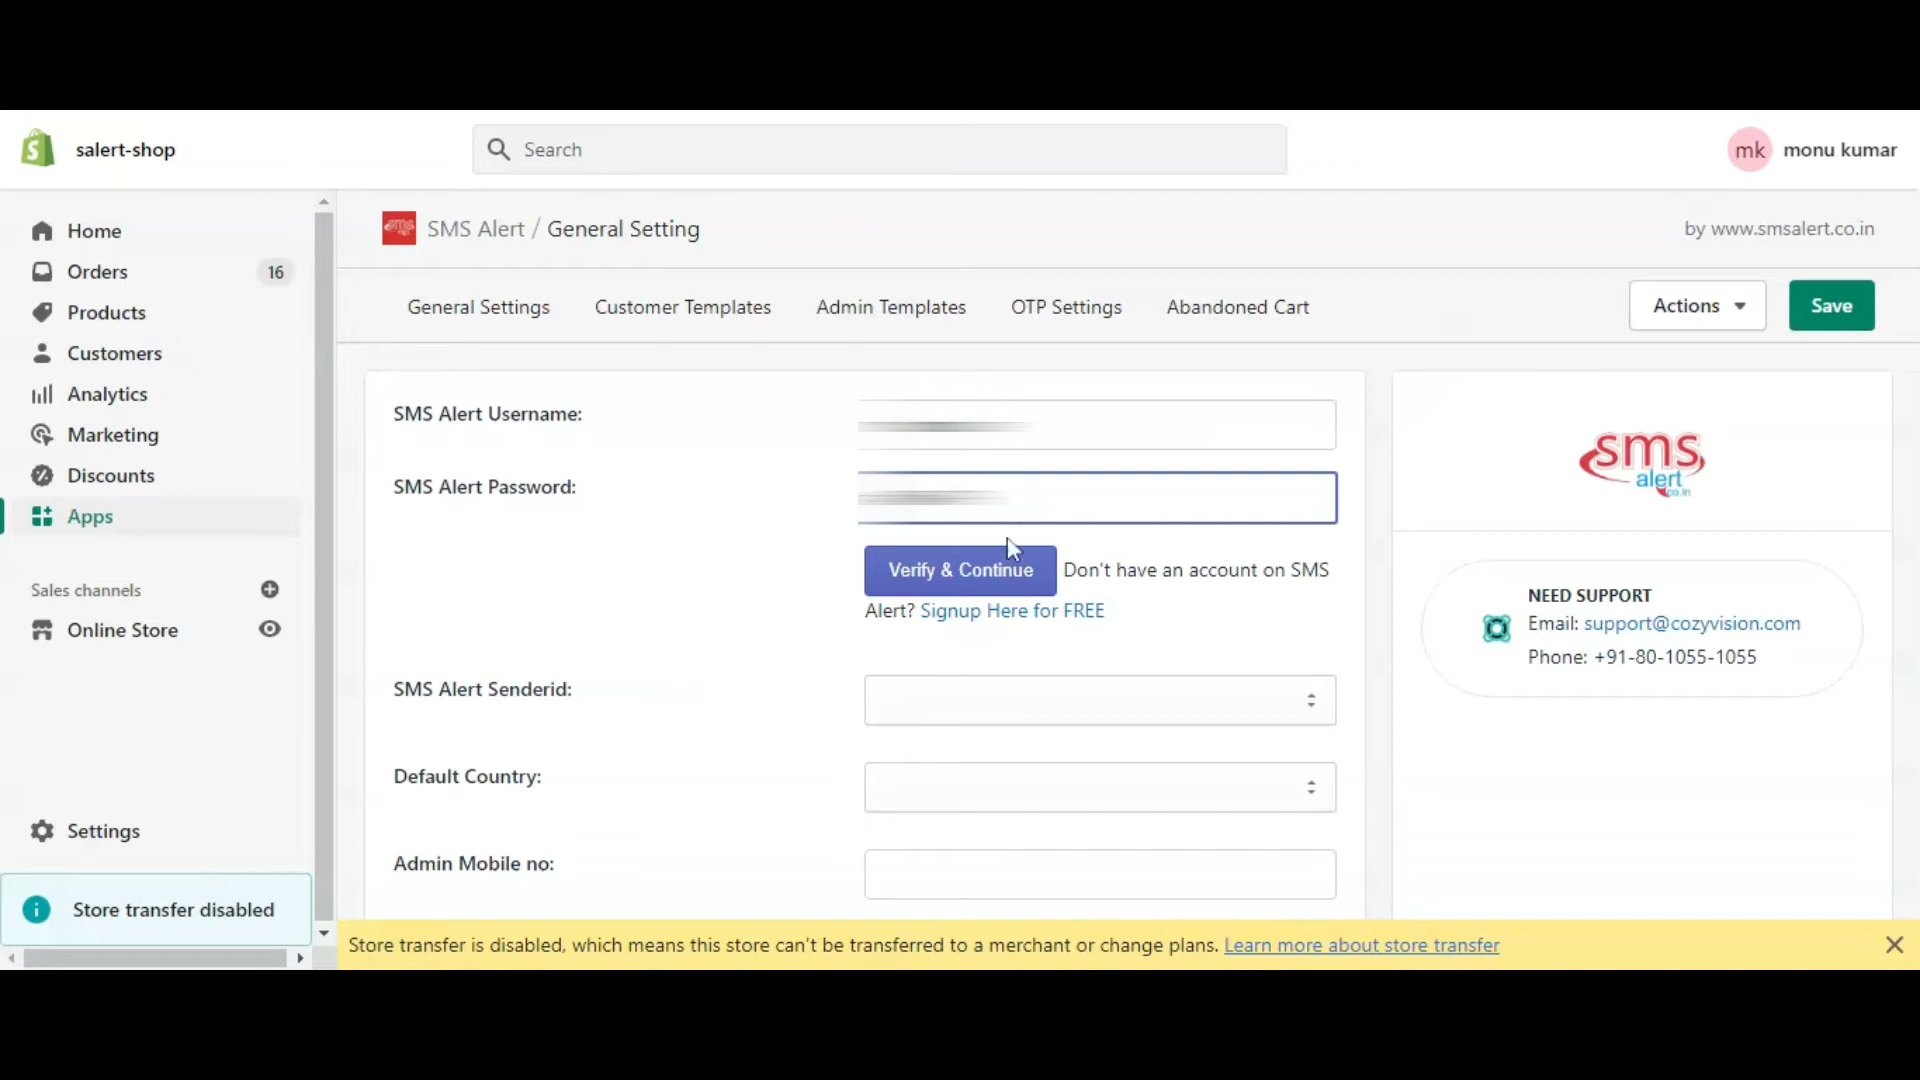 salert-shop
Search
mk monu kumar
Home
Orders 16
Products
Customers
Analytics
Marketing
Discounts
Apps
Sales channels
Online Store
Settings
Store transfer disabled
SMS Alert / General Setting
by www.smsalert.co.in
General Settings Customer Templates Admin Templates OTP Settings Abandoned Cart
Actions
Save
SMS Alert Username:
SMS Alert Password:
Verify & Continue Don't have an account on SMS
Alert? Signup Here for FREE
SMS Alert Senderid:
Default Country:
Admin Mobile no:
sms
alert
co.in
NEED SUPPORT
Email: support@cozyvision.com
Phone: +91-80-1055-1055
Store transfer is disabled, which means this store can't be transferred to a merchant or change plans. Learn more about store transfer